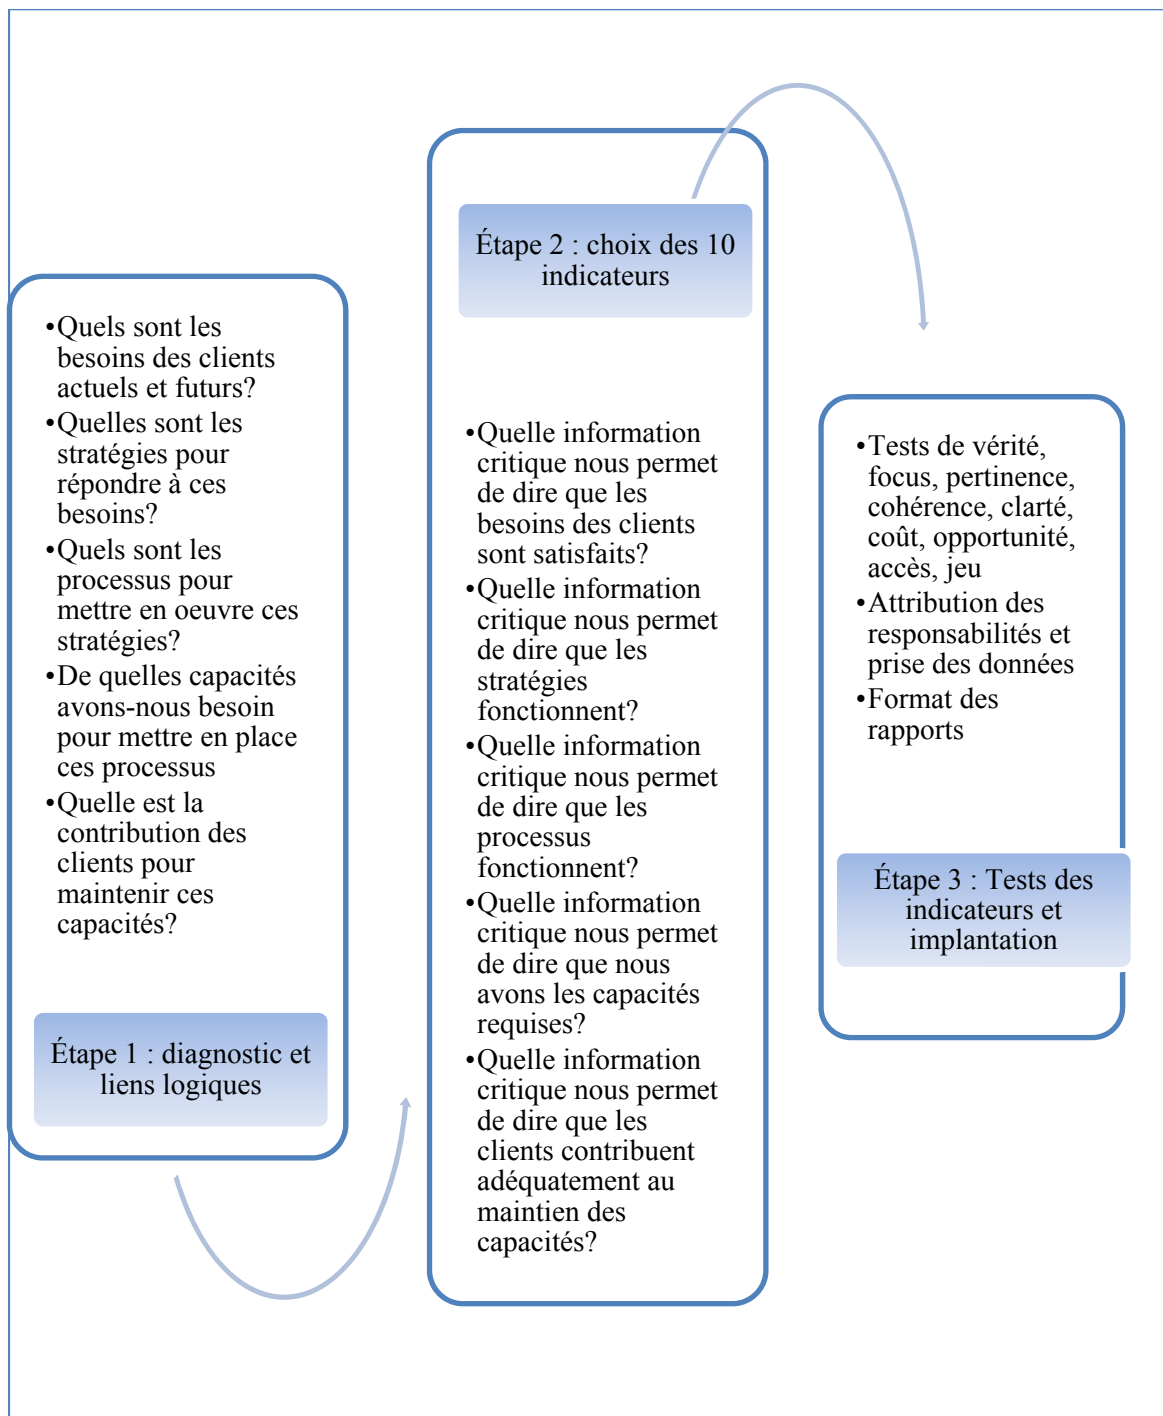 •Quels sont les
besoins des clients
actuels et futurs?
•Quelles sont les
stratégies pour
répondre à ces
besoins?
•Quels sont les
processus pour
mettre en oeuvre ces
stratégies?
•De quelles capacités
avons-nous besoin
pour mettre en place
ces processus
•Quelle est la
contribution des
clients pour
maintenir ces
capacités?
Étape 1 : diagnostic et
liens logiques
Étape 2 : choix des 10
indicateurs
•Quelle information
critique nous permet
de dire que les
besoins des clients
sont satisfaits?
•Quelle information
critique nous permet
de dire que les
stratégies
fonctionnent?
•Quelle information
critique nous permet
de dire que les
processus
fonctionnent?
•Quelle information
critique nous permet
de dire que nous
avons les capacités
requises?
•Quelle information
critique nous permet
de dire que les
clients contribuent
adéquatement au
maintien des
capacités?
•Tests de vérité,
focus, pertinence,
cohérence, clarté,
coût, opportunité,
accès, jeu
•Attribution des
responsabilités et
prise des données
•Format des
rapports
Étape 3 : Tests des
indicateurs et
implantation